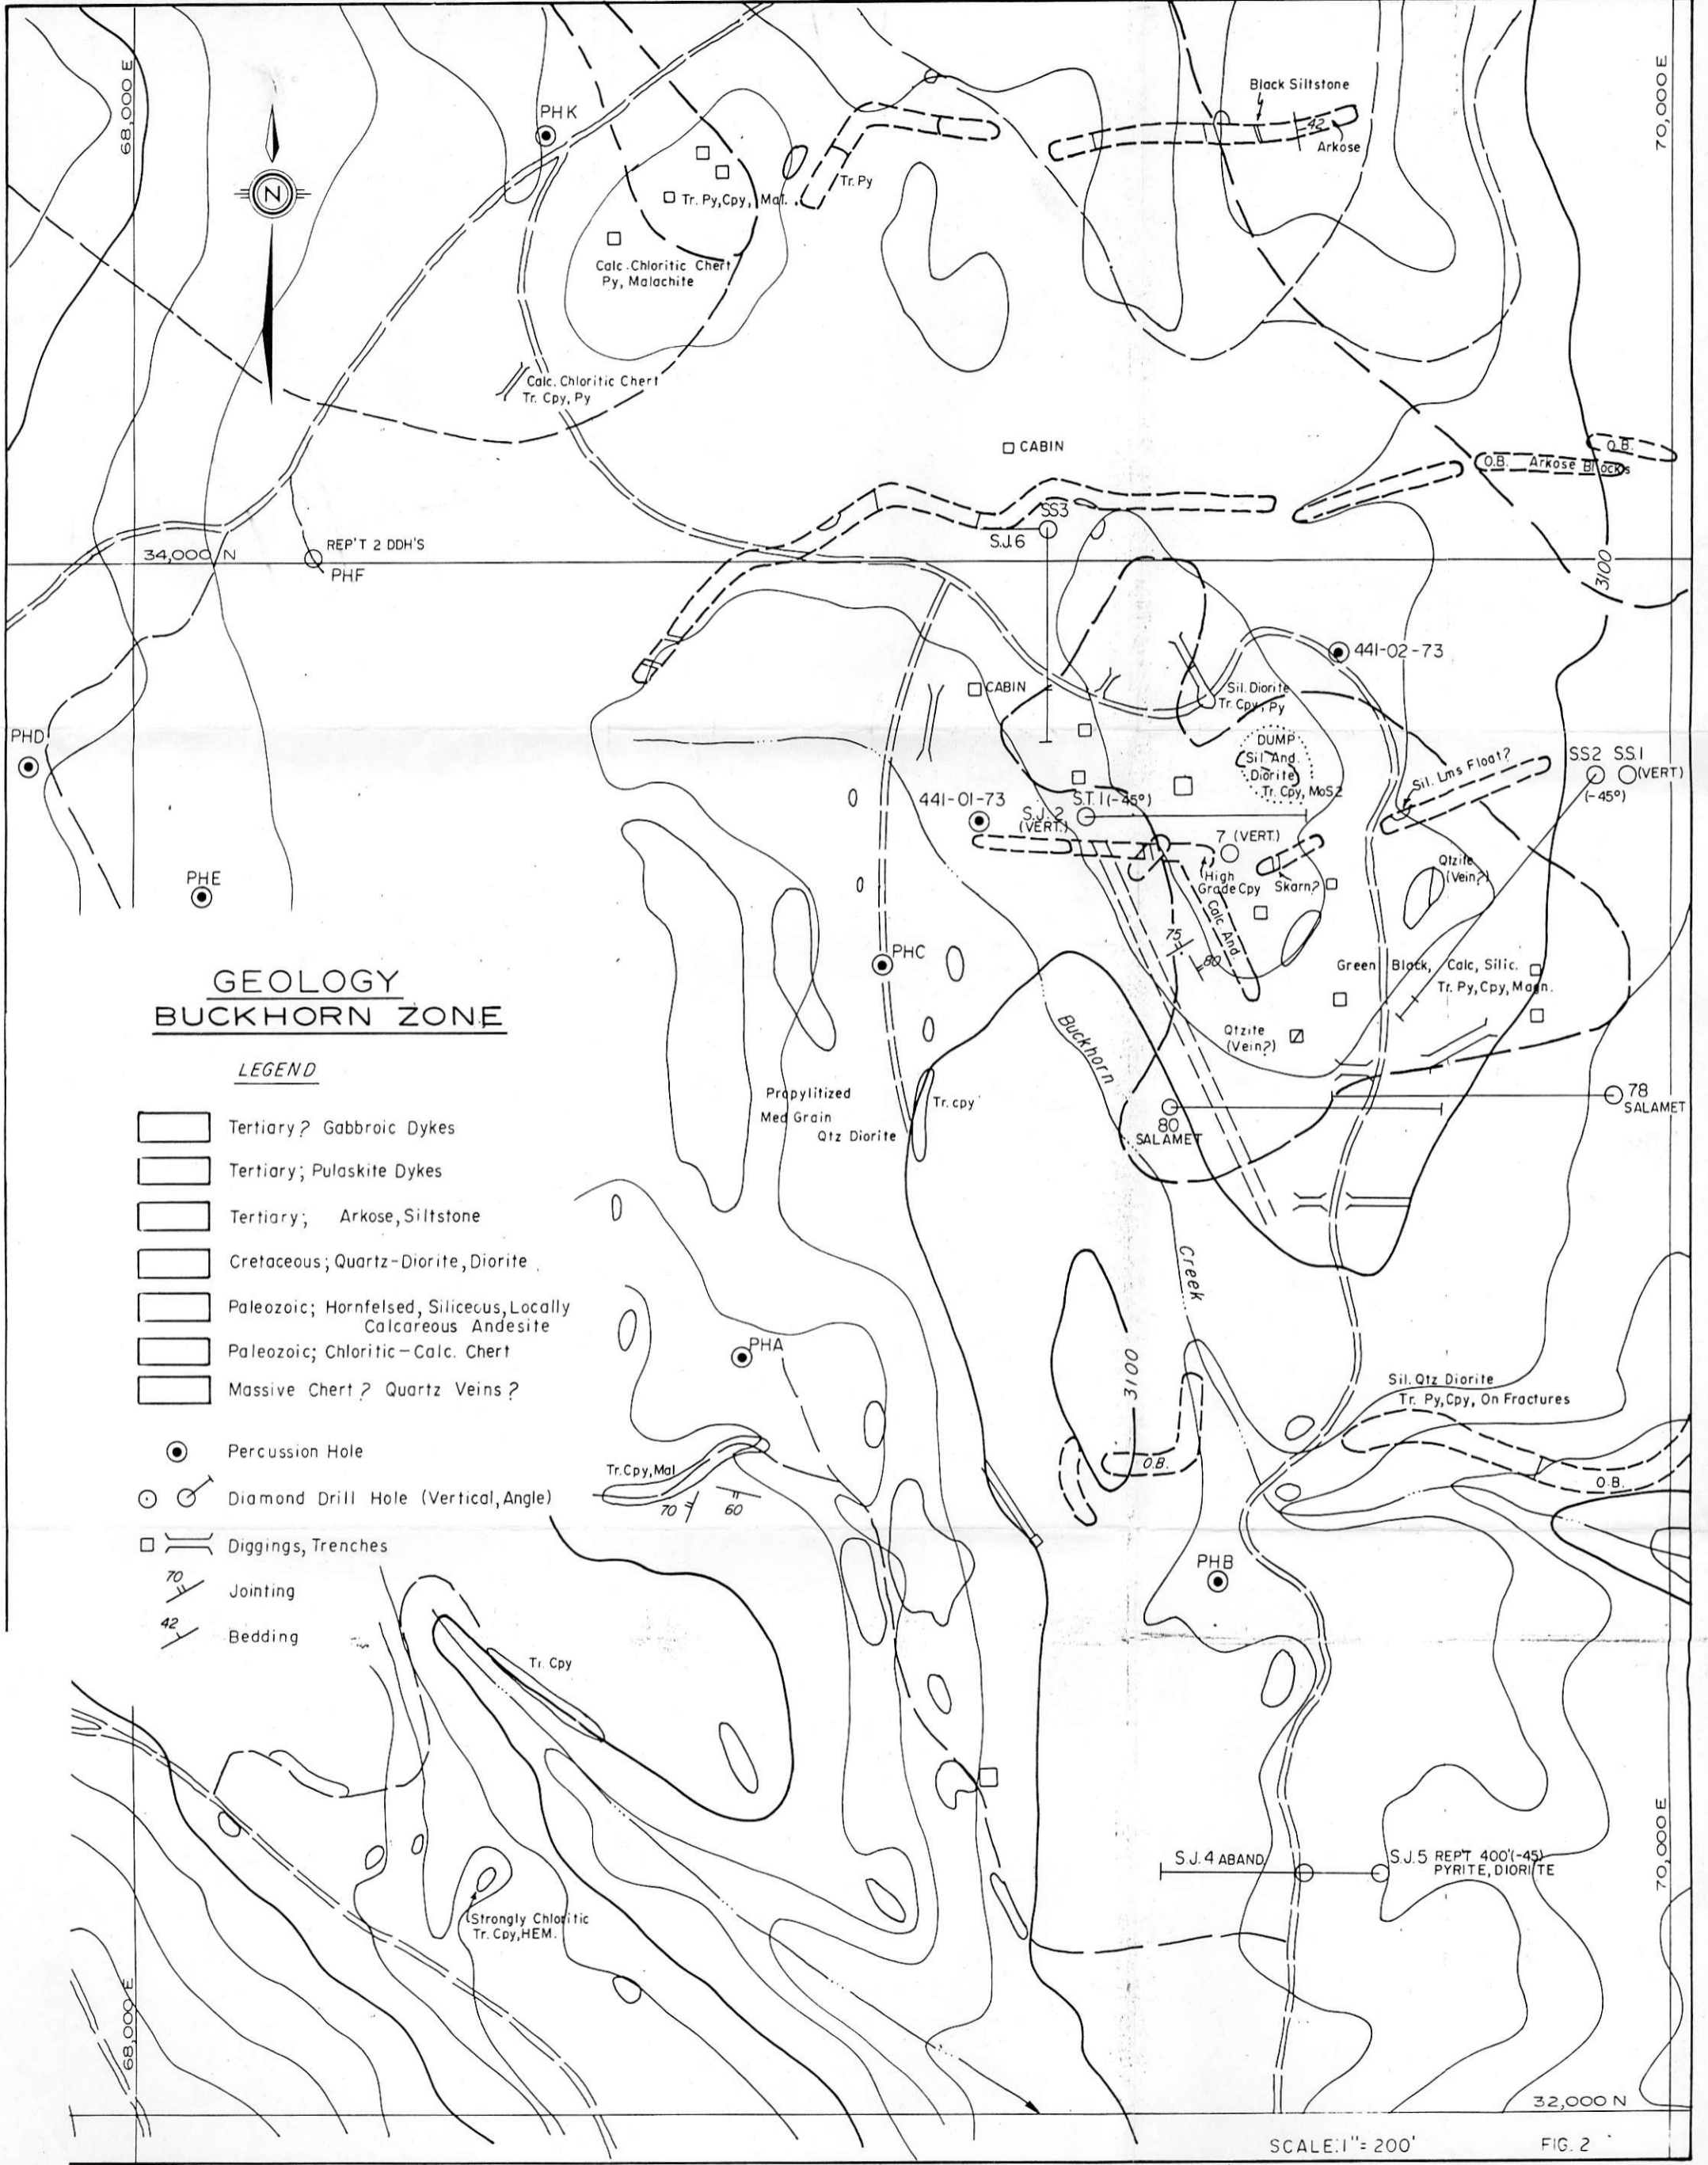 68,000 E
70,000 E
N
PHK
Black Siltstone
42
Arkose
Tr. Py
Tr. Py,Cpy, Mal.
Calc. Chloritic Chert
Py, Malachite
Calc. Chloritic Chert
Tr. Cpy, Py
CABIN
O.B.
O.B. Arkose Blocks
SS3
S.J.6
34,000 N
REP'T 2 DDH'S
PHF
3100
441-02-73
CABIN
Sil. Diorite
Tr. Cpy, Py
PHD
DUMP
Sil. And.
Diorite
Tr. Cpy, MoS2
Sil. Lms Float?
SS2 S.S.1
(VERT)
(-45°)
441-01-73
S.T. 1 (-45°)
S.J. 2
(VERT.)
7 (VERT.)
High
Grade Cpy
Skarn?
Qtzite
(Vein?)
PHE
Calc. And.
75
80
PHC
Green Black, Calc, Silic.
Tr. Py, Cpy, Magn.
Qtzite
(Vein?)
Buckhorn
GEOLOGY
BUCKHORN ZONE
LEGEND
Tertiary? Gabbroic Dykes
Tertiary; Pulaskite Dykes
Tertiary; Arkose, Siltstone
Cretaceous; Quartz-Diorite, Diorite
Paleozoic; Hornfelsed, Siliceous, Locally
Calcareous Andesite
Paleozoic; Chloritic-Calc. Chert
Massive Chert? Quartz Veins?
Percussion Hole
Diamond Drill Hole (Vertical, Angle)
Diggings, Trenches
70
Jointing
42
Bedding
Propylitized
Med Grain
Qtz Diorite
Tr. cpy
80
SALAMET
78
SALAMET
Creek
3100
PHA
Sil. Qtz Diorite
Tr. Py, Cpy, On Fractures
Tr. Cpy, Mal
70
60
O.B.
O.B.
PHB
Tr. Cpy
S.J. 4 ABAND.
S.J. 5 REP'T 400'(-45)
PYRITE, DIORITE
Strongly Chloritic
Tr. Cpy, HEM.
68,000 E
70,000 E
32,000 N
SCALE: 1"= 200'
FIG. 2